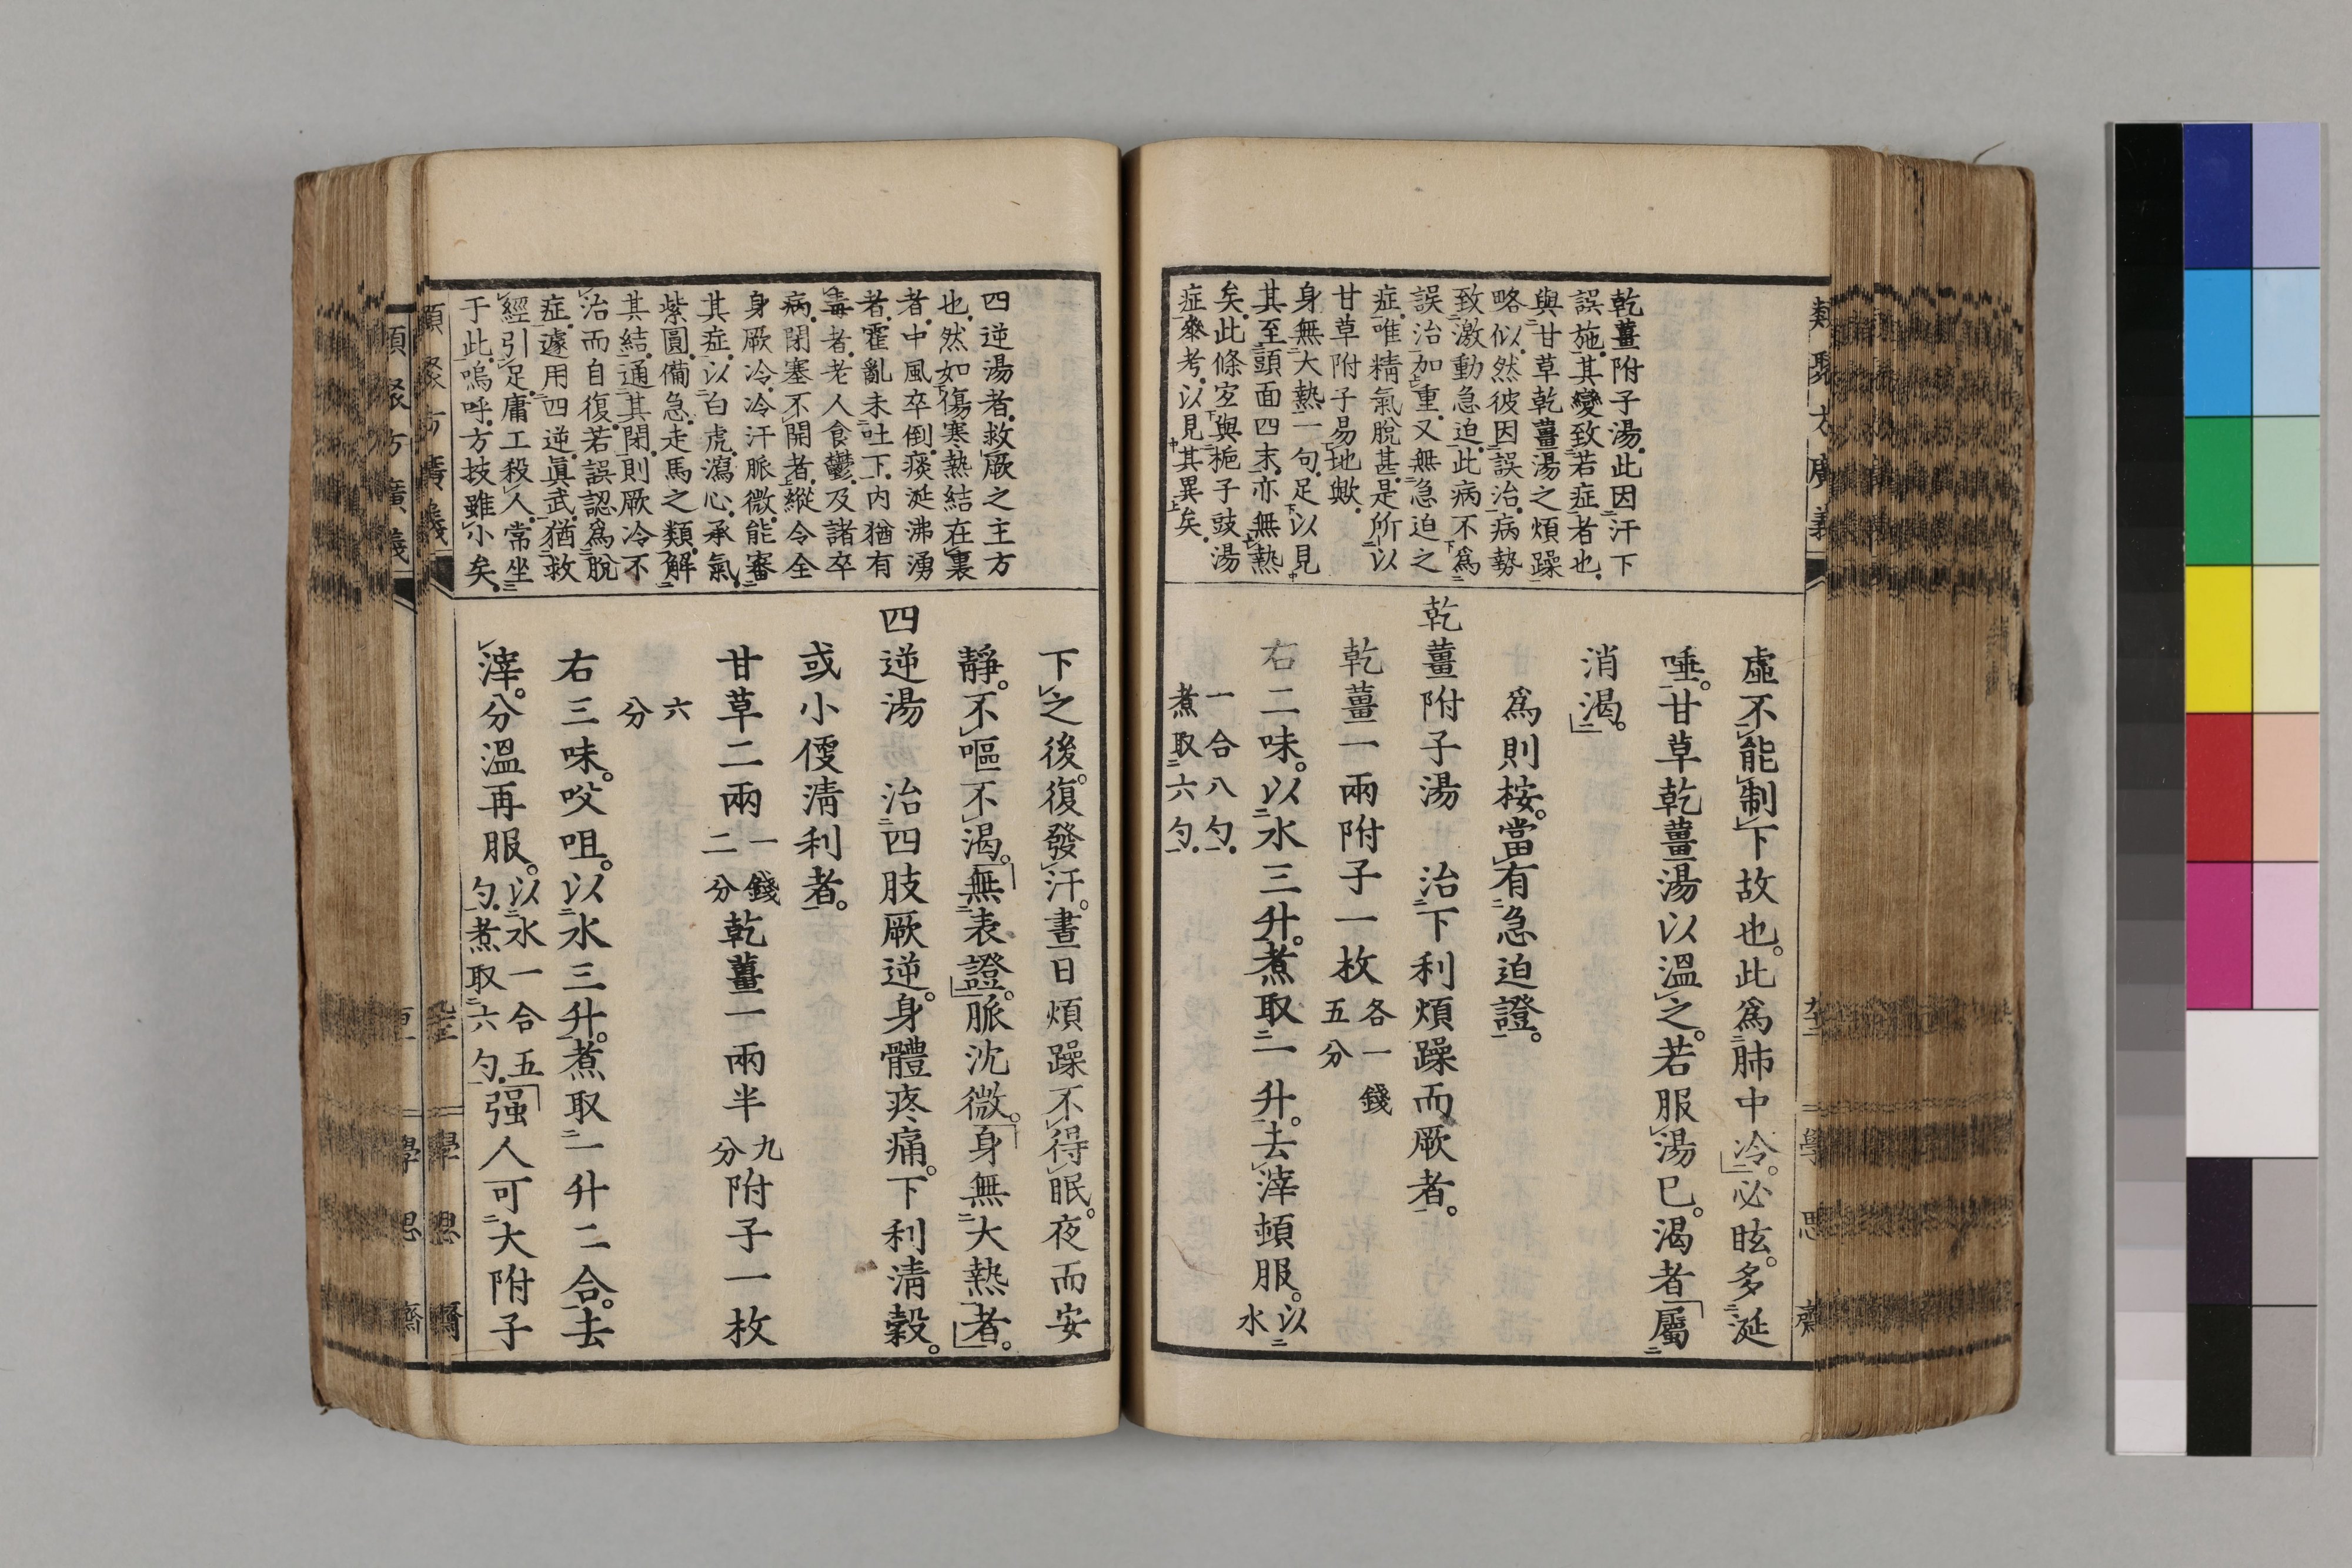 乾薑附子湯此因汗下
誤施其變致若症者也
與甘草乾薑湯之煩躁
略似然彼因誤治病勢
致激動急迫此病不爲
誤治加重又無急迫之
症唯精氣脫甚是所以
甘草附子易地歟
身無大熱一句足以見
其至頭面四末亦無熱
矣此條宜與梔子豉湯
症參考以見其異矣
虛不能制下故也。此爲肺中冷。必眩。多涎
唾。甘草乾薑湯以溫之。若服湯已。渴者屬
消渴。
爲則按。當有急迫證。
乾薑附子湯 治下利煩躁而厥者。
乾薑一兩附子一枚各一錢五分
右二味。以水三升。煮取一升。去滓頓服。以水
一合八勺煮取六勺
下之後。復發汗。晝日煩躁不得眠。夜而安
靜。不嘔不渴。無表證。脈沈微。身無大熱者。
四逆湯 治四肢厥逆。身體疼痛。下利淸穀。
或小便淸利者。
甘草二兩一錢二分乾薑一兩半九分附子一枚
六分
右三味。㕮咀。以水三升。煮取一升二合。去
滓。分溫再服。以水一合五勺煮取六勺强人可大附子
四逆湯者救厥之主方
也然如傷寒熱結在裏
者中風卒倒痰涎沸湧
者霍亂未吐下內猶有
毒者老人食鬱及諸卒
病閉塞不開者縱令全
身厥冷冷汗脈微能審
其症以白虎瀉心承氣
紫圓備急走馬之類解
其結通其閉則厥冷不
治而自復若誤認爲脫
症遽用四逆眞武猶救
經引足庸工殺人常坐
于此嗚呼方技雖小矣